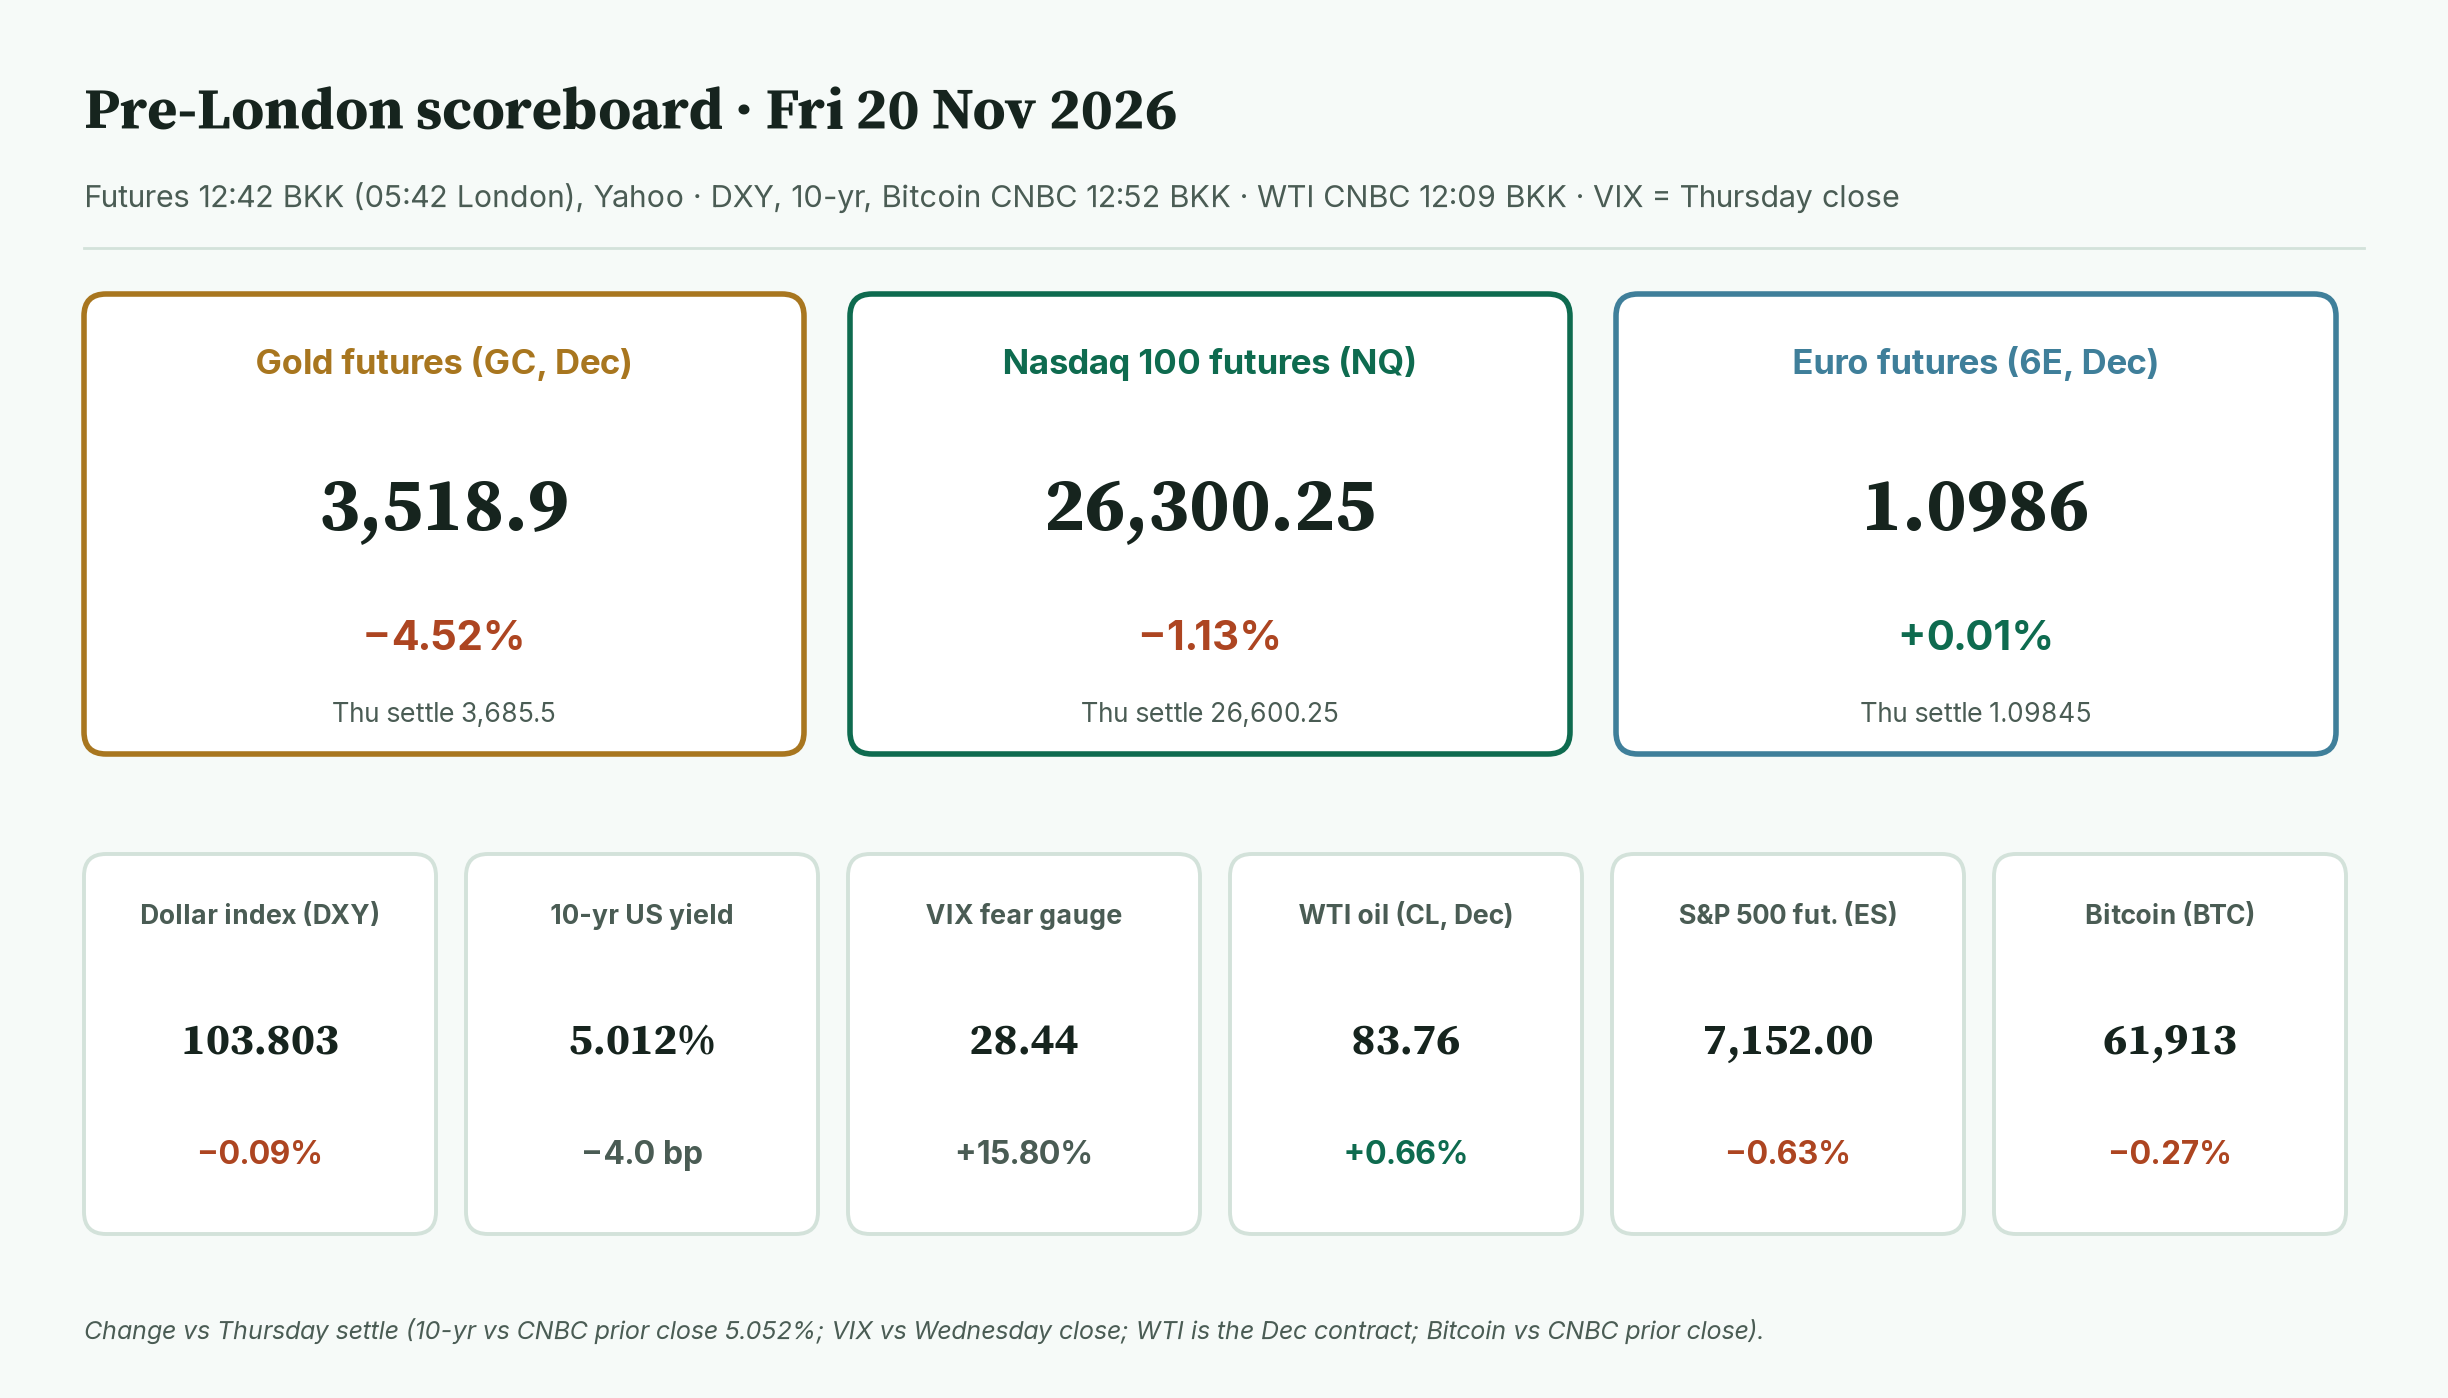 Pre-London scoreboard · Fri 20 Nov 2026
Futures 12:42 BKK (05:42 London), Yahoo · DXY, 10-yr, Bitcoin CNBC 12:52 BKK · WTI CNBC 12:09 BKK · VIX = Thursday close
Gold futures (GC, Dec)
3,518.9
−4.52%
Thu settle 3,685.5
Nasdaq 100 futures (NQ)
26,300.25
−1.13%
Thu settle 26,600.25
Euro futures (6E, Dec)
1.0986
+0.01%
Thu settle 1.09845
Dollar index (DXY)
103.803
−0.09%
10-yr US yield
5.012%
−4.0 bp
VIX fear gauge
28.44
+15.80%
WTI oil (CL, Dec)
83.76
+0.66%
S&P 500 fut. (ES)
7,152.00
−0.63%
Bitcoin (BTC)
61,913
−0.27%
Change vs Thursday settle (10-yr vs CNBC prior close 5.052%; VIX vs Wednesday close; WTI is the Dec contract; Bitcoin vs CNBC prior close).